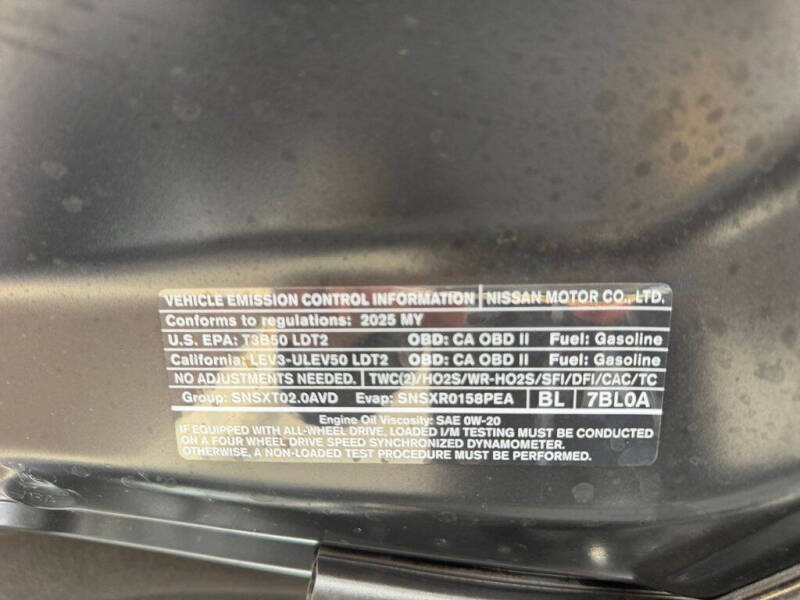 VEHICLE EMISSION CONTROL INFORMATION NISSAN MOTOR CO., LTD.
Conforms to regulations: 2025 MY
U.S. EPA: T3B50 LDT2 OBD: CA OBD II Fuel: Gasoline
California: LEV3-ULEV50 LDT2 OBD: CA OBD II Fuel: Gasoline
NO ADJUSTMENTS NEEDED. TWC(2)/HO2S/WR-HO2S/SFI/DFI/CAC/TC
Group: SNSXT02.0AVD Evap: SNSXR0158PEA BL 7BL0A
Engine Oil Viscosity: SAE 0W-20
IF EQUIPPED WITH ALL-WHEEL DRIVE, LOADED I/M TESTING MUST BE CONDUCTED
ON A FOUR WHEEL DRIVE SPEED SYNCHRONIZED DYNAMOMETER.
OTHERWISE, A NON-LOADED TEST PROCEDURE MUST BE PERFORMED.